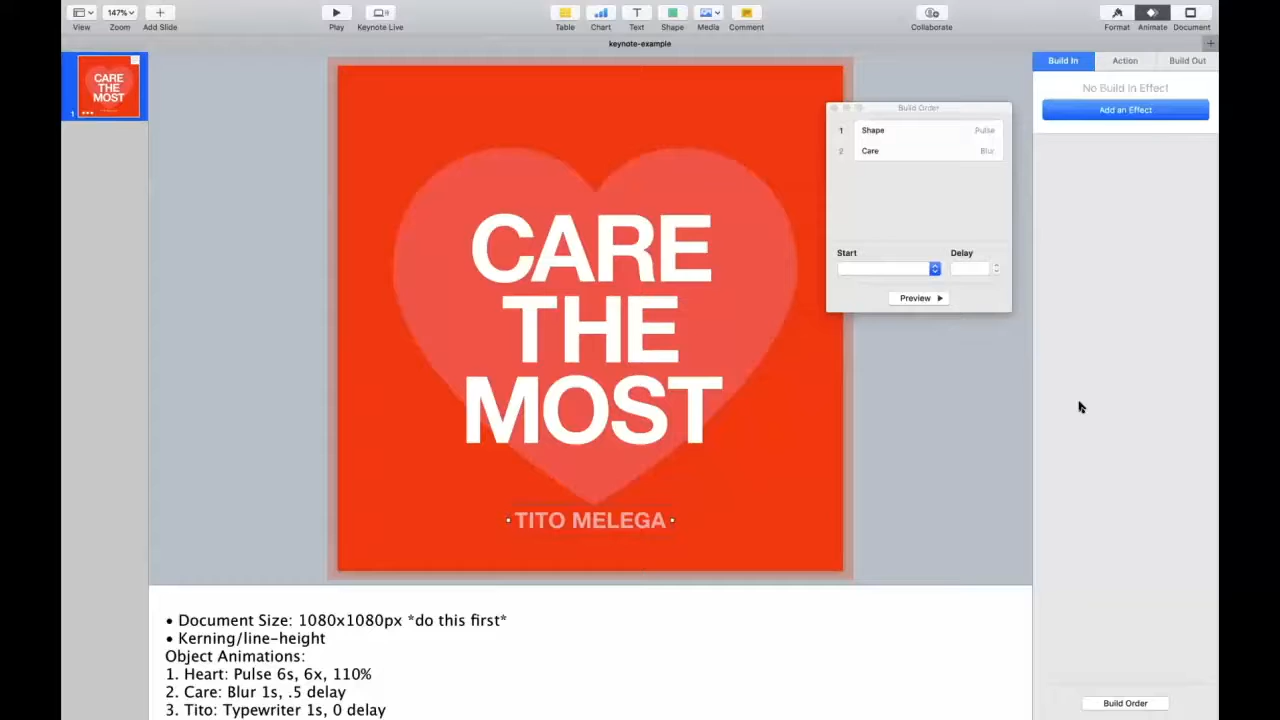 View
147%
Zoom
Add Slide
Play
Keynote Live
Table
Chart
Text
Shape
Media
Comment
Collaborate
Format
Animate
Document
keynote-example
CARE
THE
MOST
1
Build In
Action
Build Out
No Build In Effect
Add an Effect
Build Order
1 Shape Pulse
2 Care Blur
Start
Delay
Preview
CARE
THE
MOST
TITO MELEGA
• Document Size: 1080x1080px *do this first*
• Kerning/line-height
Object Animations:
1. Heart: Pulse 6s, 6x, 110%
2. Care: Blur 1s, .5 delay
3. Tito: Typewriter 1s, 0 delay
Build Order